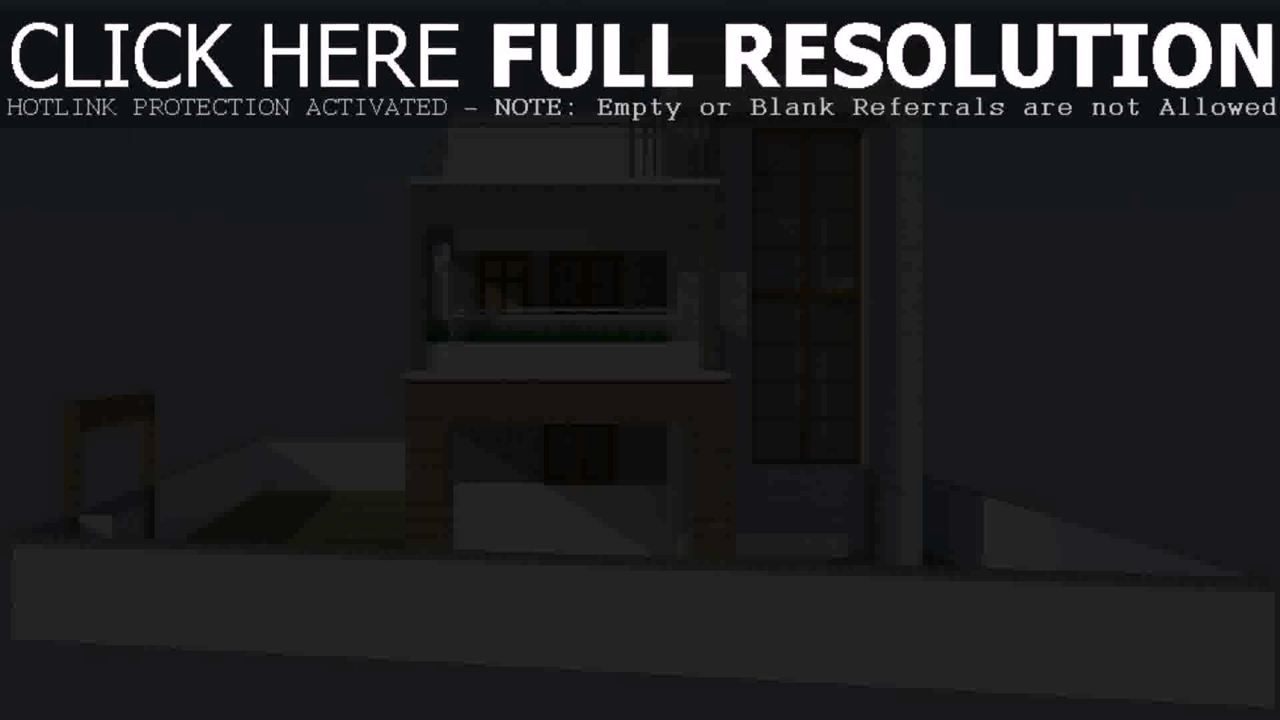 CLICK HERE FULL RESOLUTION
HOTLINK PROTECTION ACTIVATED - NOTE: Empty or Blank Referrals are not Allowed